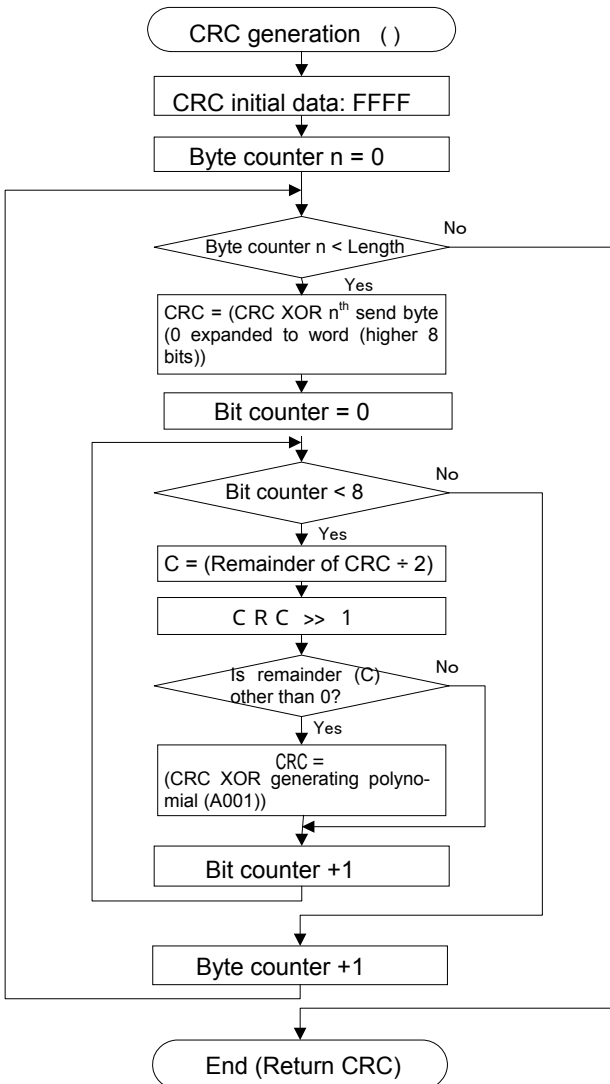 CRC generation ( )
CRC initial data: FFFF
Byte counter n = 0
Byte counter n < Length
No
Yes
CRC = (CRC XOR nth send byte
(0 expanded to word (higher 8
bits))
Bit counter = 0
Bit counter < 8
No
Yes
C = (Remainder of CRC ÷ 2)
C R C >> 1
Is remainder (C)
other than 0?
No
Yes
CRC =
(CRC XOR generating polyno-
mial (A001))
Bit counter +1
Byte counter +1
End (Return CRC)